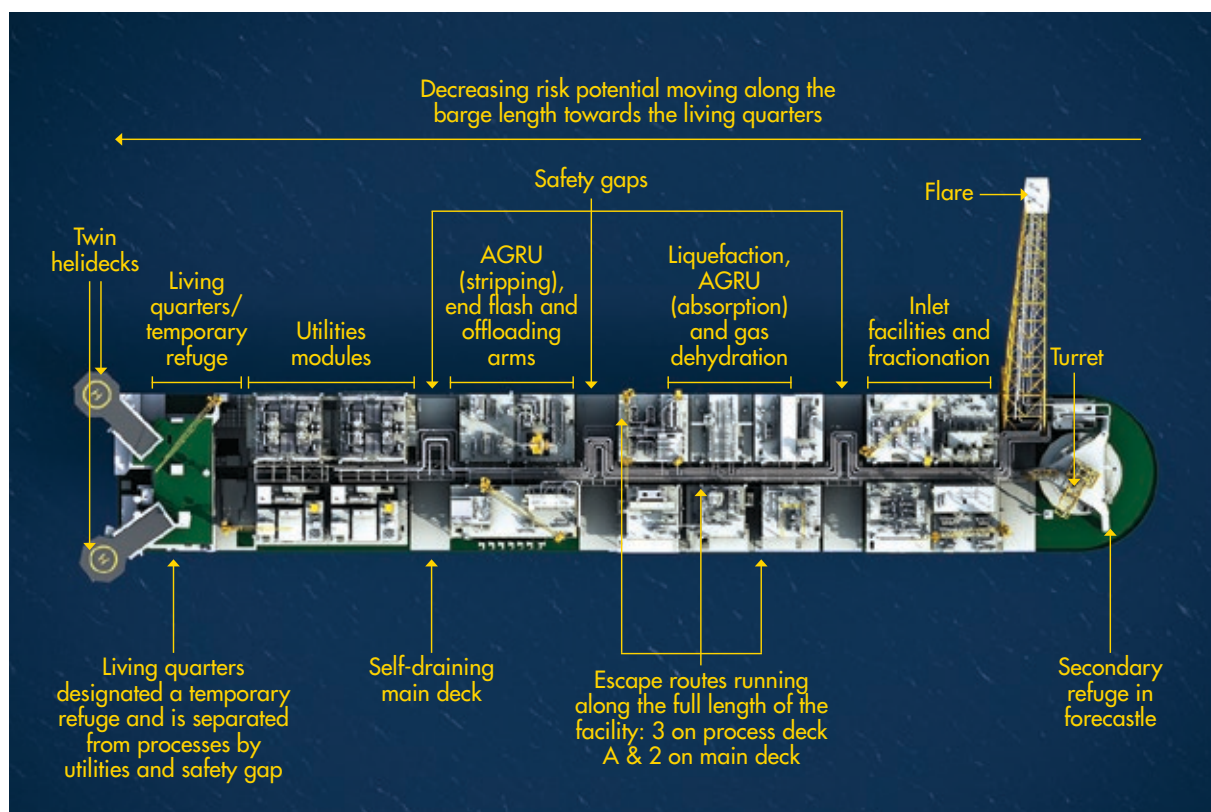 Decreasing risk potential moving along the
barge length towards the living quarters
Safety gaps
Flare
Twin
helidecks
Living
quarters/
temporary
refuge
Utilities
modules
AGRU
(stripping),
end flash and
offloading
arms
Liquefaction,
AGRU
(absorption)
and gas
dehydration
Inlet
facilities and
fractionation
Turret
H
H
Living quarters
designated a temporary
refuge and is separated
from processes by
utilities and safety gap
Self-draining
main deck
Escape routes running
along the full length of the
facility: 3 on process deck
A & 2 on main deck
Secondary
refuge in
forecastle